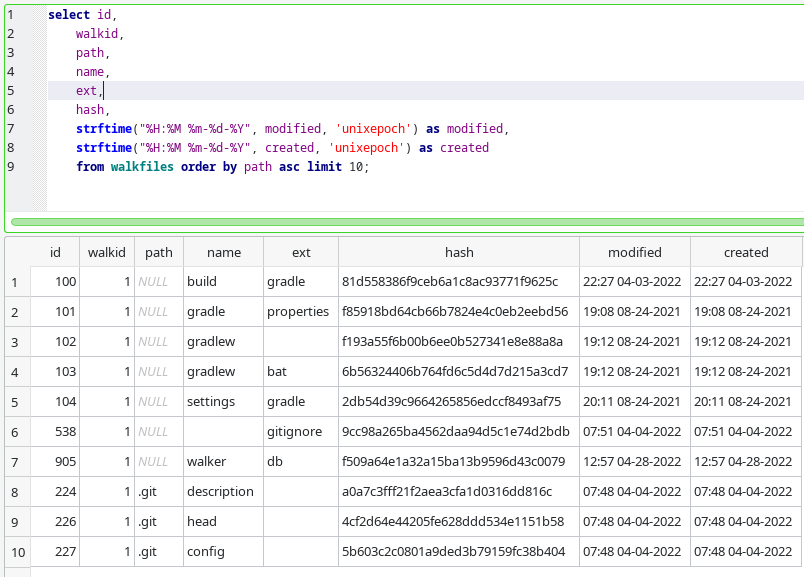 1 select id,
2 walkid,
3 path,
4 name,
5 ext,
6 hash,
7 strftime("%H:%M %m-%d-%Y", modified, 'unixepoch') as modified,
8 strftime("%H:%M %m-%d-%Y", created, 'unixepoch') as created
9 from walkfiles order by path asc limit 10;
id walkid path name ext hash modified created
1 100 1 NULL build gradle 81d558386f9ceb6a1c8ac93771f9625c 22:27 04-03-2022 22:27 04-03-2022
2 101 1 NULL gradle properties f85918bd64cb66b7824e4c0eb2eebd56 19:08 08-24-2021 19:08 08-24-2021
3 102 1 NULL gradlew f193a55f6b00b6ee0b527341e8e88a8a 19:12 08-24-2021 19:12 08-24-2021
4 103 1 NULL gradlew bat 6b56324406b764fd6c5d4d7d215a3cd7 19:12 08-24-2021 19:12 08-24-2021
5 104 1 NULL settings gradle 2db54d39c9664265856edccf8493af75 20:11 08-24-2021 20:11 08-24-2021
6 538 1 NULL gitignore 9cc98a265ba4562daa94d5c1e74d2bdb 07:51 04-04-2022 07:51 04-04-2022
7 905 1 NULL walker db f509a64e1a32a15ba13b9596d43c0079 12:57 04-28-2022 12:57 04-28-2022
8 224 1 .git description a0a7c3fff21f2aea3cfa1d0316dd816c 07:48 04-04-2022 07:48 04-04-2022
9 226 1 .git head 4cf2d64e44205fe628ddd534e1151b58 07:48 04-04-2022 07:48 04-04-2022
10 227 1 .git config 5b603c2c0801a9ded3b79159fc38b404 07:48 04-04-2022 07:48 04-04-2022